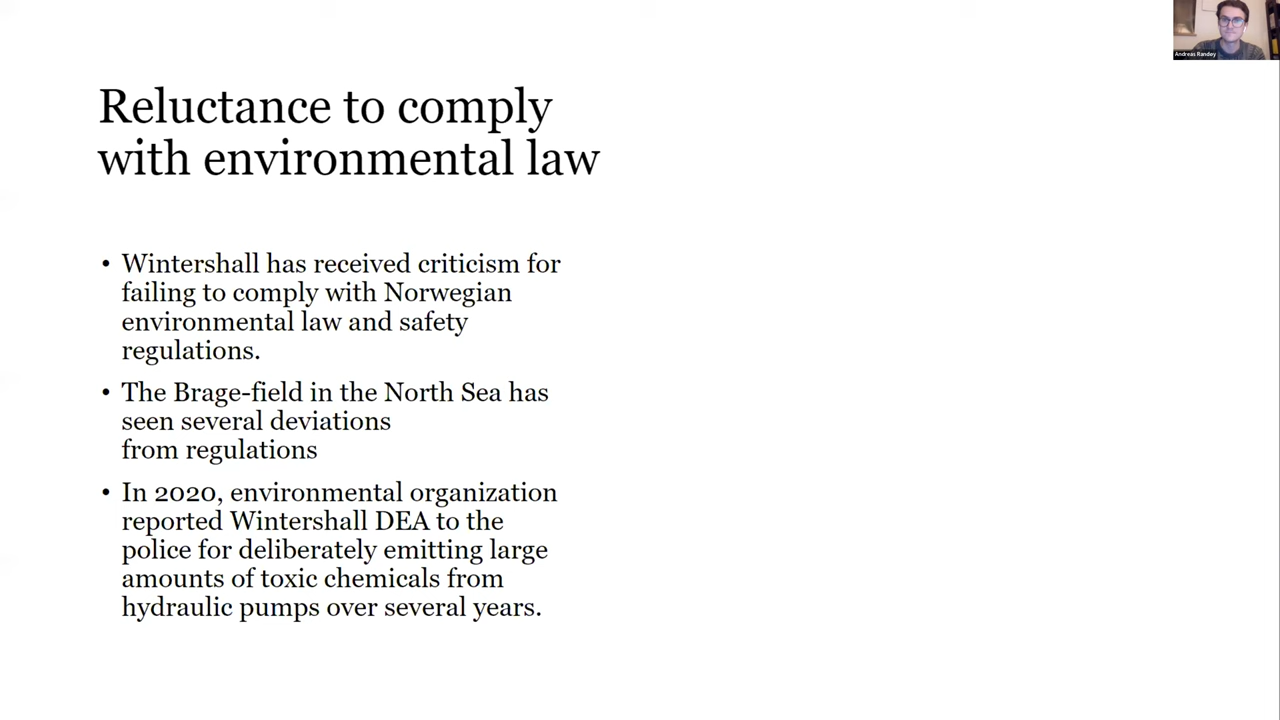 Andreas Randøy
Reluctance to comply
with environmental law
• Wintershall has received criticism for
failing to comply with Norwegian
environmental law and safety
regulations.
• The Brage-field in the North Sea has
seen several deviations
from regulations
• In 2020, environmental organization
reported Wintershall DEA to the
police for deliberately emitting large
amounts of toxic chemicals from
hydraulic pumps over several years.